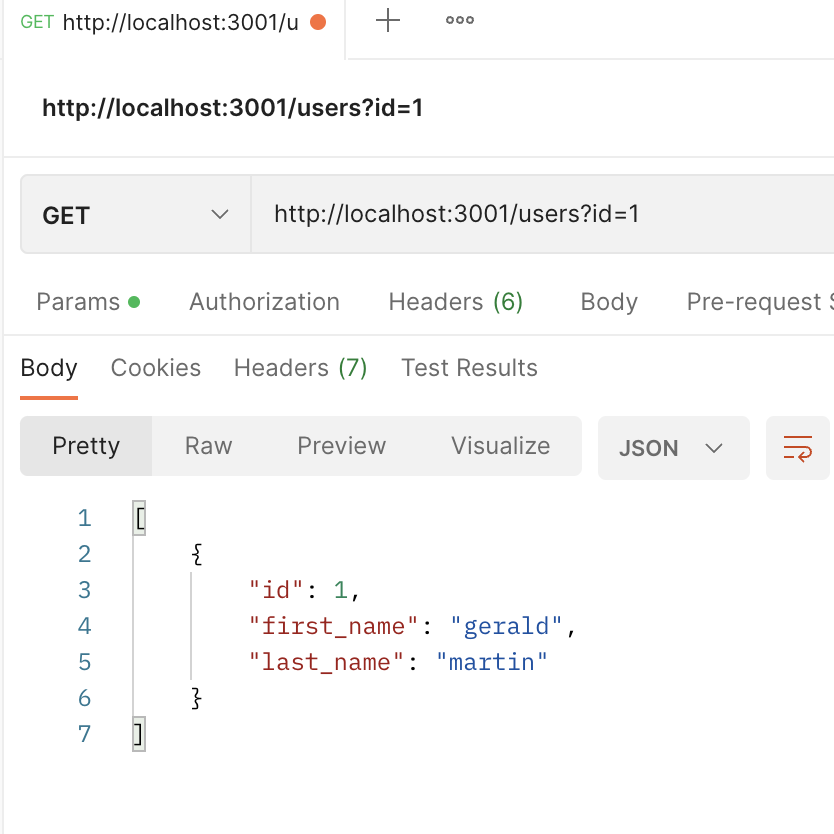 GET http://localhost:3001/u
http://localhost:3001/users?id=1
GET http://localhost:3001/users?id=1
Params Authorization Headers (6) Body Pre-request S
Body Cookies Headers (7) Test Results
Pretty Raw Preview Visualize JSON
1 [
2 {
3 "id": 1,
4 "first_name": "gerald",
5 "last_name": "martin"
6 }
7 ]